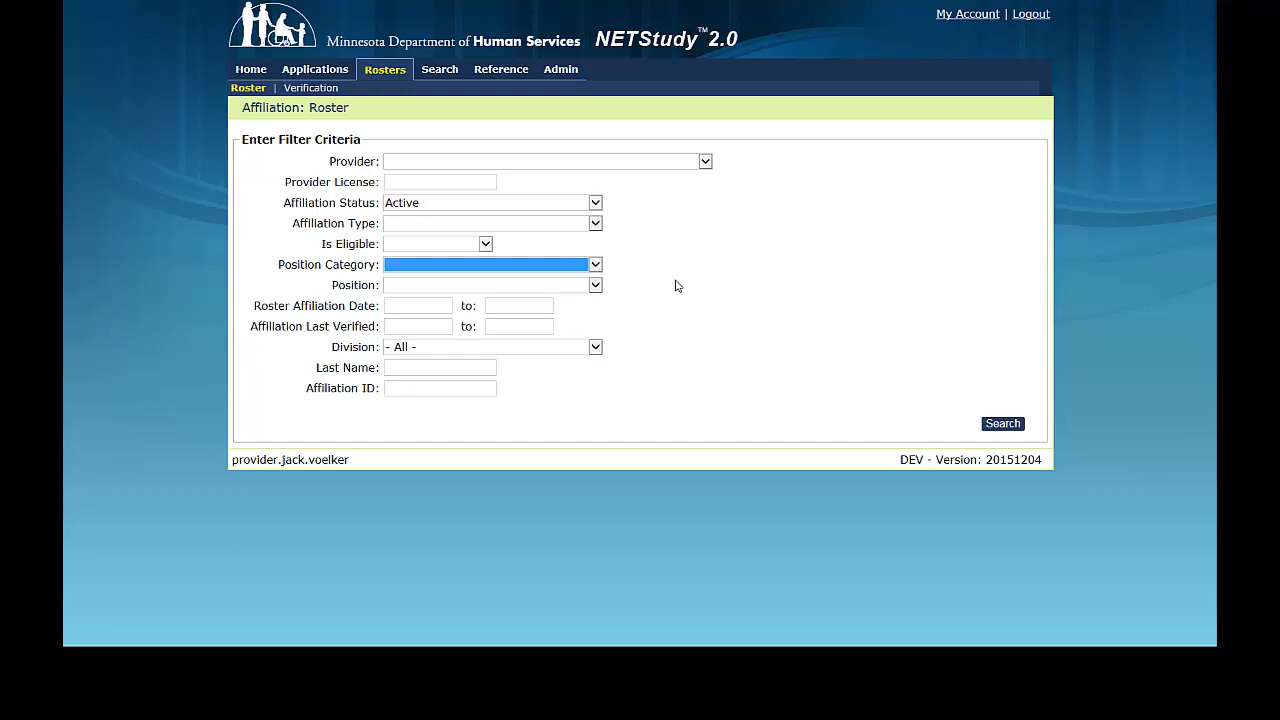 My Account | Logout
Minnesota Department of Human Services NETStudy™ 2.0
Home Applications Rosters Search Reference Admin
Roster | Verification
Affiliation: Roster
Enter Filter Criteria
Provider:
Provider License:
Affiliation Status: Active
Affiliation Type:
Is Eligible:
Position Category:
Position:
Roster Affiliation Date: to:
Affiliation Last Verified: to:
Division: - All -
Last Name:
Affiliation ID:
Search
provider.jack.voelker DEV - Version: 20151204